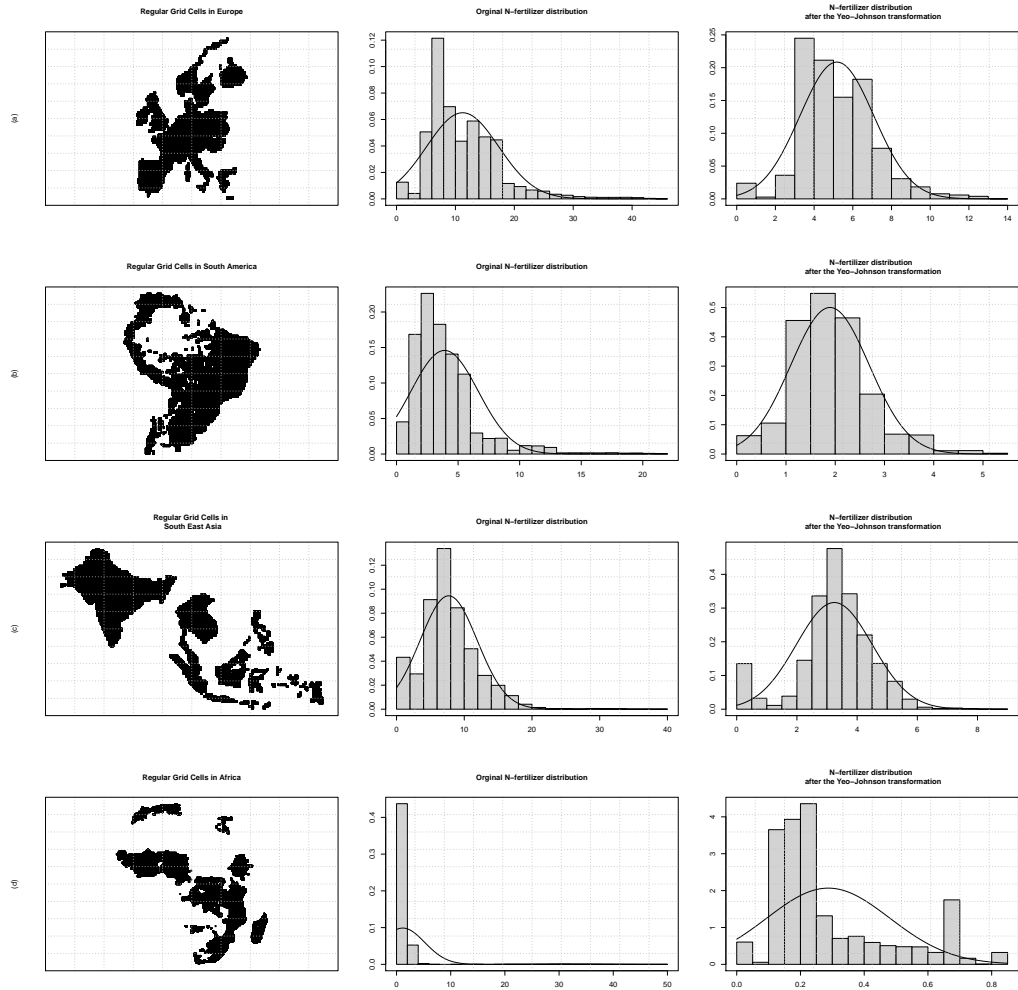 Regular Grid Cells in Europe
Orginal N−fertilizer distribution
N−fertilizer distribution
after the Yeo−Johnson transformation
(a)
0.00 0.02 0.04 0.06 0.08 0.10 0.12
0 10 20 30 40
0.00 0.05 0.10 0.15 0.20 0.25
0 2 4 6 8 10 12 14
Regular Grid Cells in South America
Orginal N−fertilizer distribution
N−fertilizer distribution
after the Yeo−Johnson transformation
(b)
0.00 0.05 0.10 0.15 0.20
0 5 10 15 20
0.0 0.1 0.2 0.3 0.4 0.5
0 1 2 3 4 5
Regular Grid Cells in
South East Asia
Orginal N−fertilizer distribution
N−fertilizer distribution
after the Yeo−Johnson transformation
(c)
0.00 0.02 0.04 0.06 0.08 0.10 0.12
0 10 20 30 40
0.0 0.1 0.2 0.3 0.4
0 2 4 6 8
Regular Grid Cells in Africa
Orginal N−fertilizer distribution
N−fertilizer distribution
after the Yeo−Johnson transformation
(d)
0.0 0.1 0.2 0.3 0.4
0 10 20 30 40 50
0 1 2 3 4
0.0 0.2 0.4 0.6 0.8